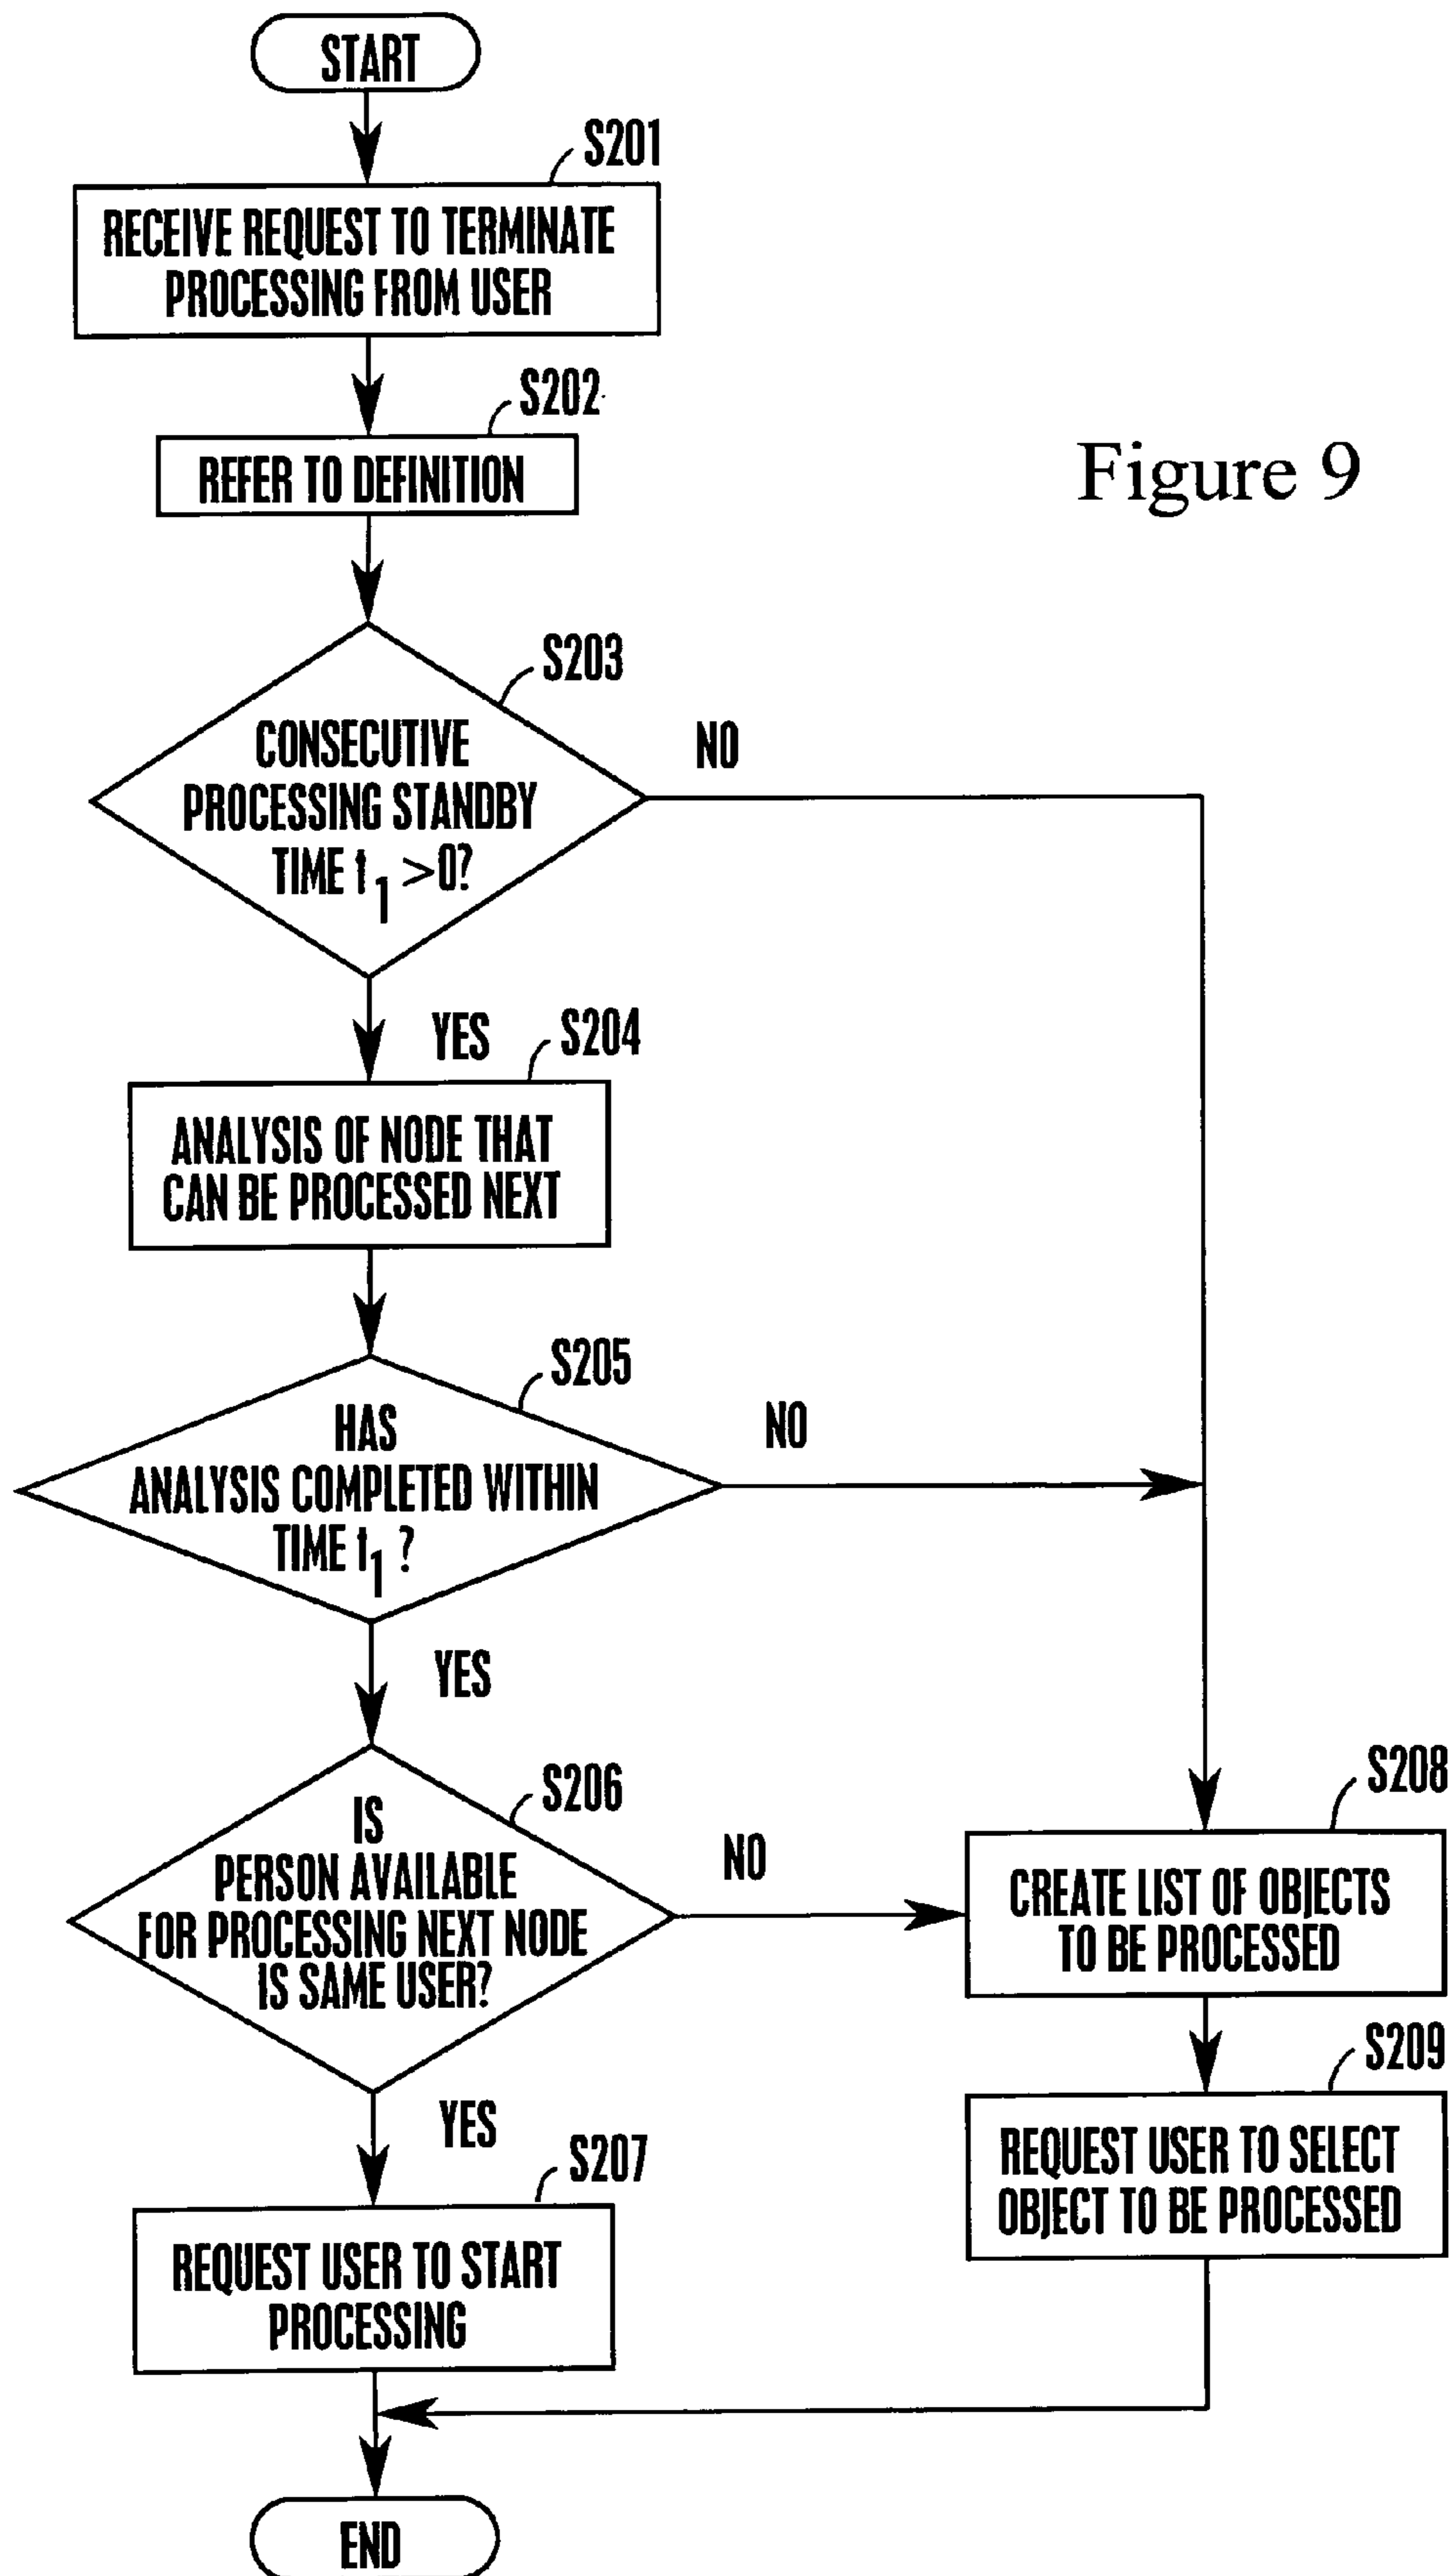 START
S201
RECEIVE REQUEST TO TERMINATE
PROCESSING FROM USER
S202
REFER TO DEFINITION
Figure 9
S203
CONSECUTIVE
PROCESSING STANDBY
TIME t1 >0?
NO
YES
S204
ANALYSIS OF NODE THAT
CAN BE PROCESSED NEXT
S205
HAS
ANALYSIS COMPLETED WITHIN
TIME t1 ?
NO
YES
S206
IS
PERSON AVAILABLE
FOR PROCESSING NEXT NODE
IS SAME USER?
NO
S208
CREATE LIST OF OBJECTS
TO BE PROCESSED
YES
S209
REQUEST USER TO SELECT
OBJECT TO BE PROCESSED
S207
REQUEST USER TO START
PROCESSING
END